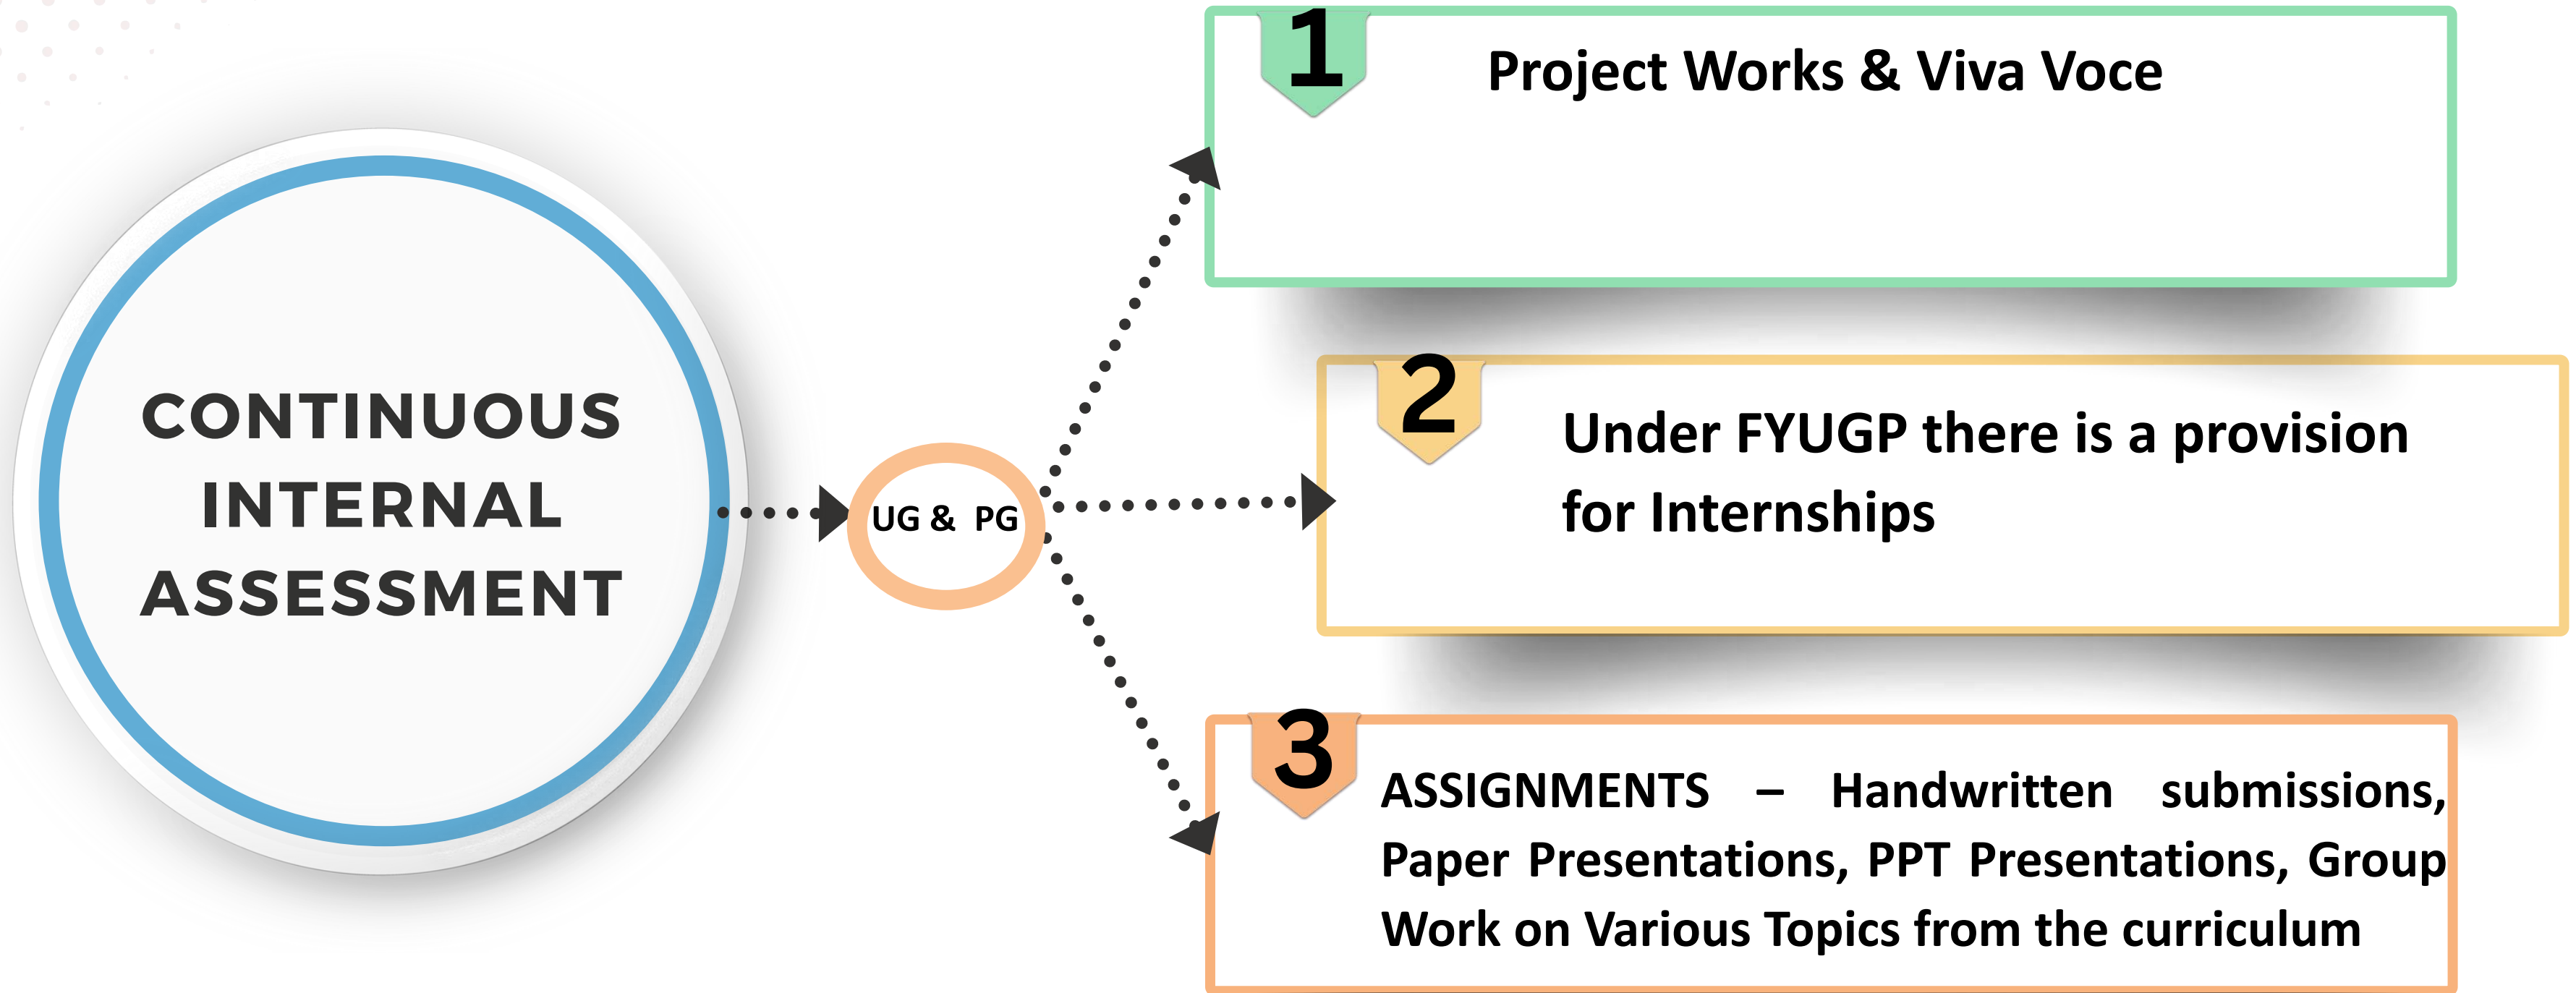 CONTINUOUS
INTERNAL
ASSESSMENT
UG & PG
1
Project Works & Viva Voce
2
Under FYUGP there is a provision
for Internships
3
ASSIGNMENTS – Handwritten submissions,
Paper Presentations, PPT Presentations, Group
Work on Various Topics from the curriculum